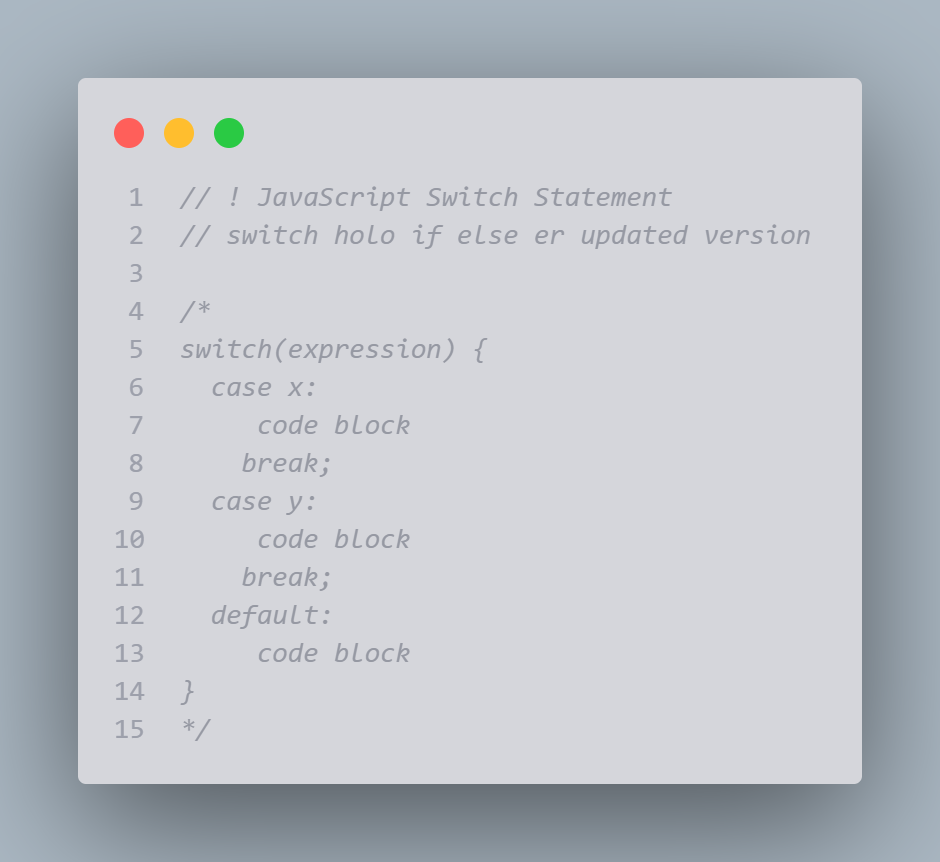 1 // ! JavaScript Switch Statement
2 // switch holo if else er updated version
3
4 /*
5 switch(expression) {
6   case x:
7      code block
8     break;
9   case y:
10      code block
11     break;
12   default:
13      code block
14 }
15 */